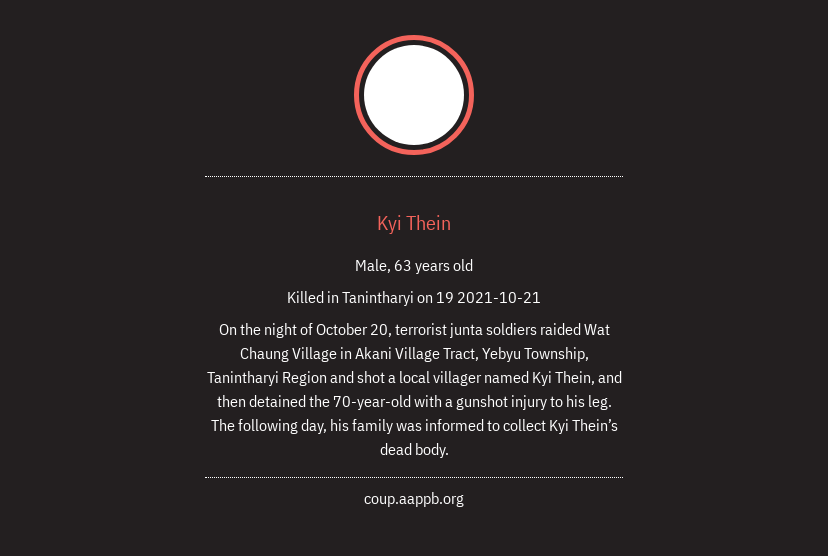 Kyi Thein
Male, 63 years old
Killed in Tanintharyi on 19 2021-10-21
On the night of October 20, terrorist junta soldiers raided Wat
Chaung Village in Akani Village Tract, Yebyu Township,
Tanintharyi Region and shot a local villager named Kyi Thein, and
then detained the 70-year-old with a gunshot injury to his leg.
The following day, his family was informed to collect Kyi Thein’s
dead body.
coup.aappb.org